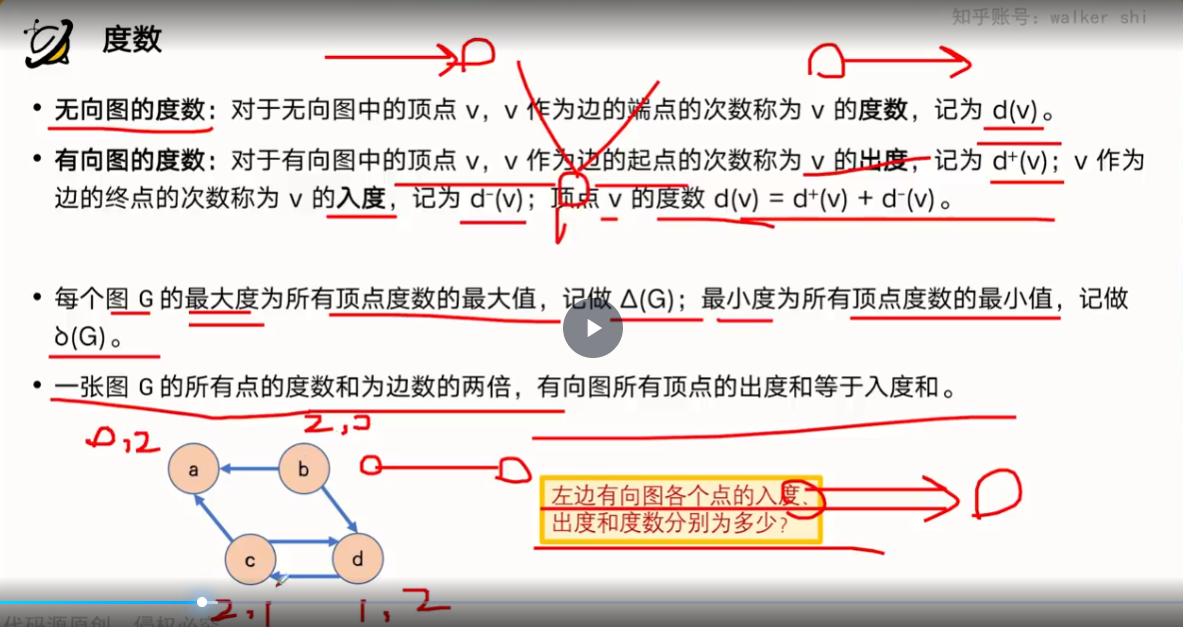 知乎账号：walker shi
度数
• 无向图的度数：对于无向图中的顶点 v，v 作为边的端点的次数称为 v 的度数，记为 d(v)。
• 有向图的度数：对于有向图中的顶点 v，v 作为边的起点的次数称为 v 的出度，记为 d⁺(v)；v 作为
边的终点的次数称为 v 的入度，记为 d⁻(v)；顶点 v 的度数 d(v) = d⁺(v) + d⁻(v)。
• 每个图 G 的最大度为所有顶点度数的最大值，记做 Δ(G)；最小度为所有顶点度数的最小值，记做
δ(G)。
• 一张图 G 的所有点的度数和为边数的两倍，有向图所有顶点的出度和等于入度和。
0,2
a
b
左边有向图各个点的入度、
出度和度数分别为多少？
c
d
2,1
1,2
代码源原创